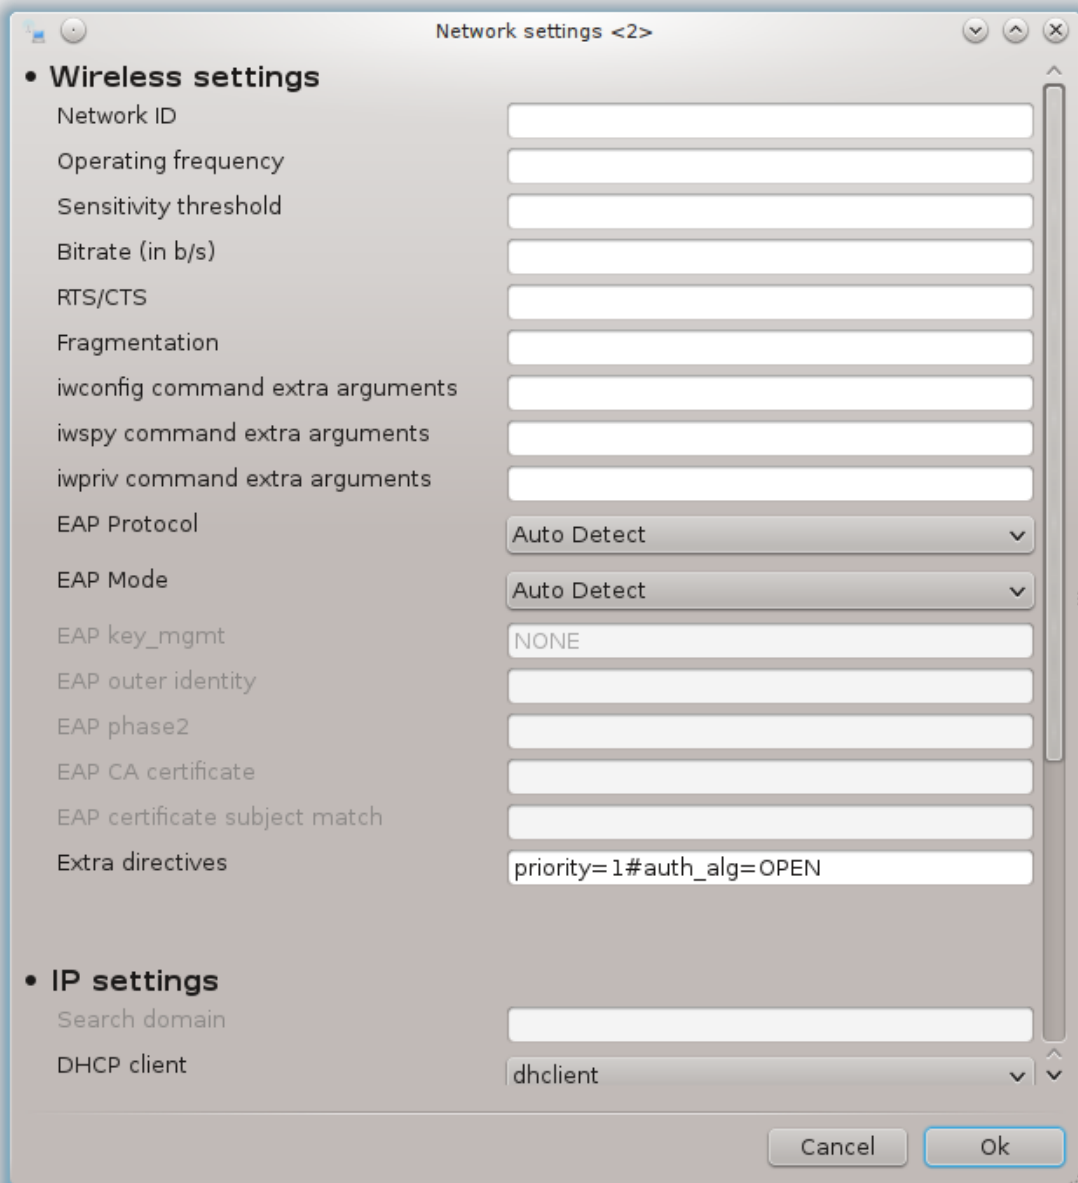 Network settings <2>
• Wireless settings
Network ID
Operating frequency
Sensitivity threshold
Bitrate (in b/s)
RTS/CTS
Fragmentation
iwconfig command extra arguments
iwspy command extra arguments
iwpriv command extra arguments
EAP Protocol Auto Detect
EAP Mode Auto Detect
EAP key_mgmt NONE
EAP outer identity
EAP phase2
EAP CA certificate
EAP certificate subject match
Extra directives priority=1#auth_alg=OPEN
• IP settings
Search domain
DHCP client dhclient
Cancel Ok